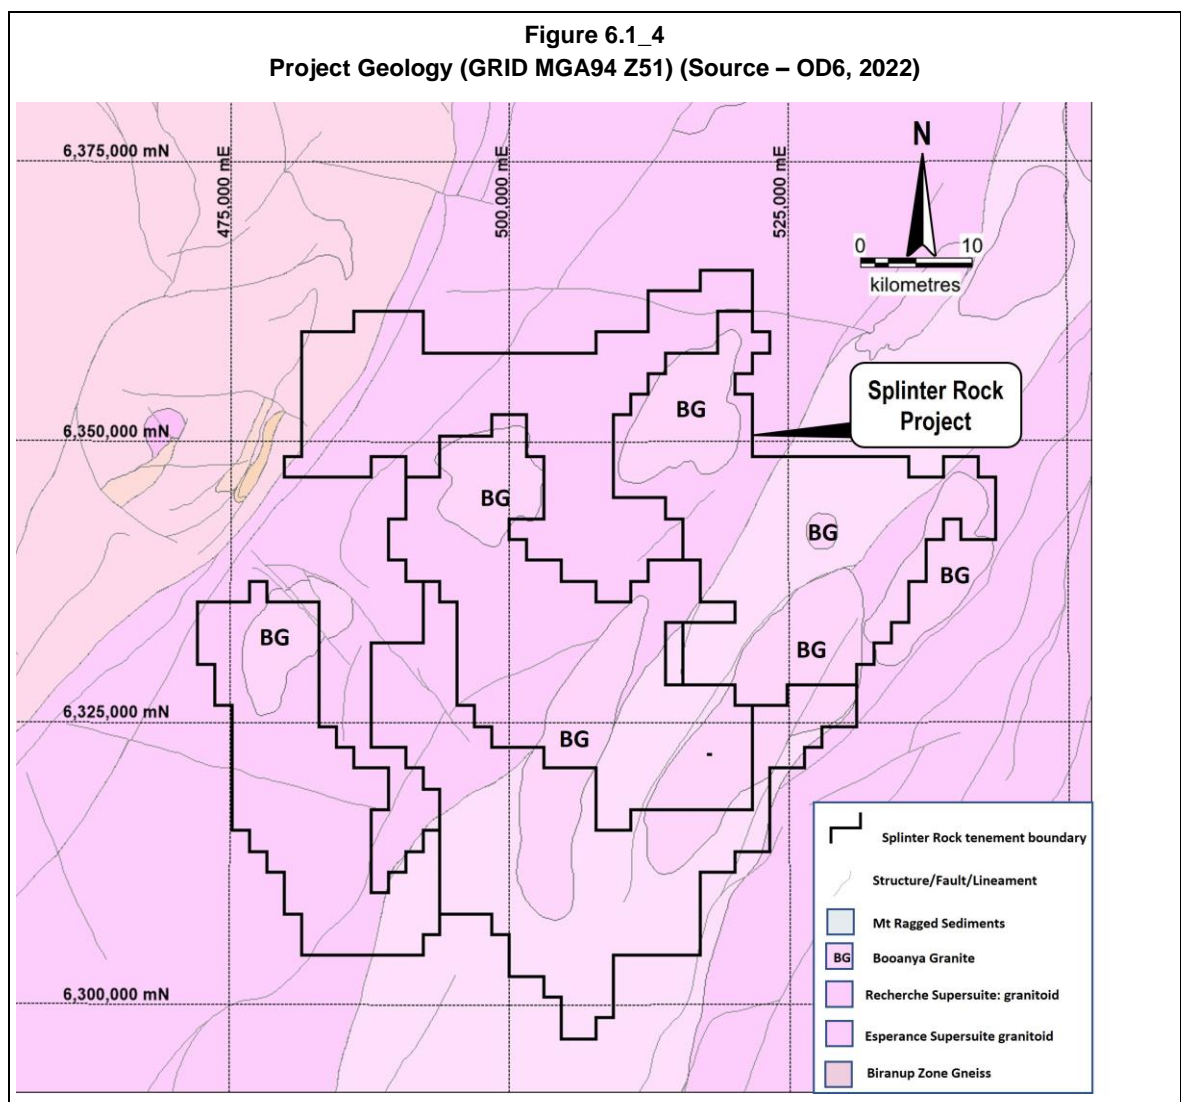 Figure 6.1_4
Project Geology (GRID MGA94 Z51) (Source – OD6, 2022)
6,375,000 mN
475,000 mE
500,000 mE
525,000 mE
N
0 10
kilometres
Splinter Rock
Project
BG
6,350,000 mN
BG
BG
BG
BG
BG
6,325,000 mN
BG
6,300,000 mN
Splinter Rock tenement boundary
Structure/Fault/Lineament
Mt Ragged Sediments
BG Booanya Granite
Recherche Supersuite: granitoid
Esperance Supersuite granitoid
Biranup Zone Gneiss